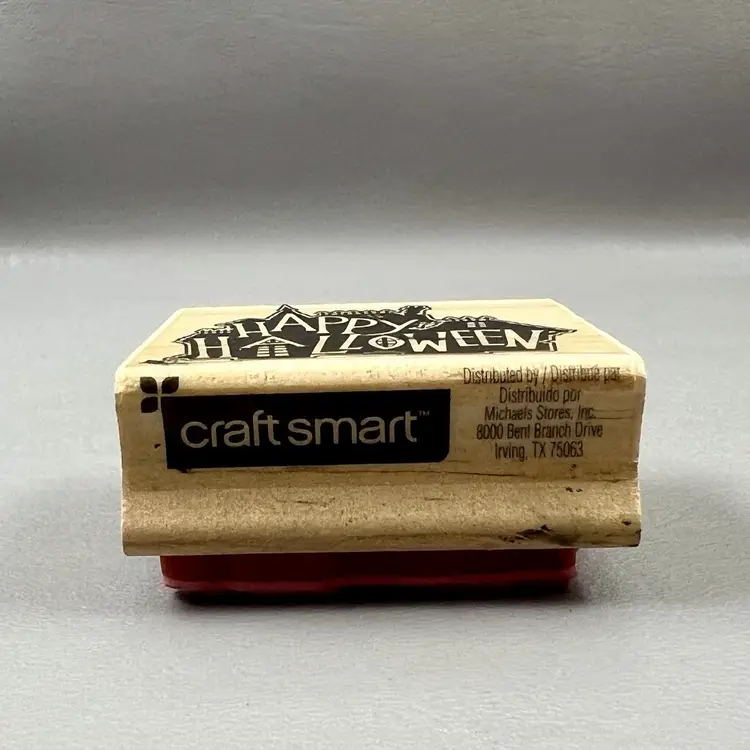 HAPPY
HALLOWEEN
craft smart™
Distributed by / Distribué par
Distribuido por
Michaels Stores, Inc.
8000 Bent Branch Drive
Irving, TX 75063